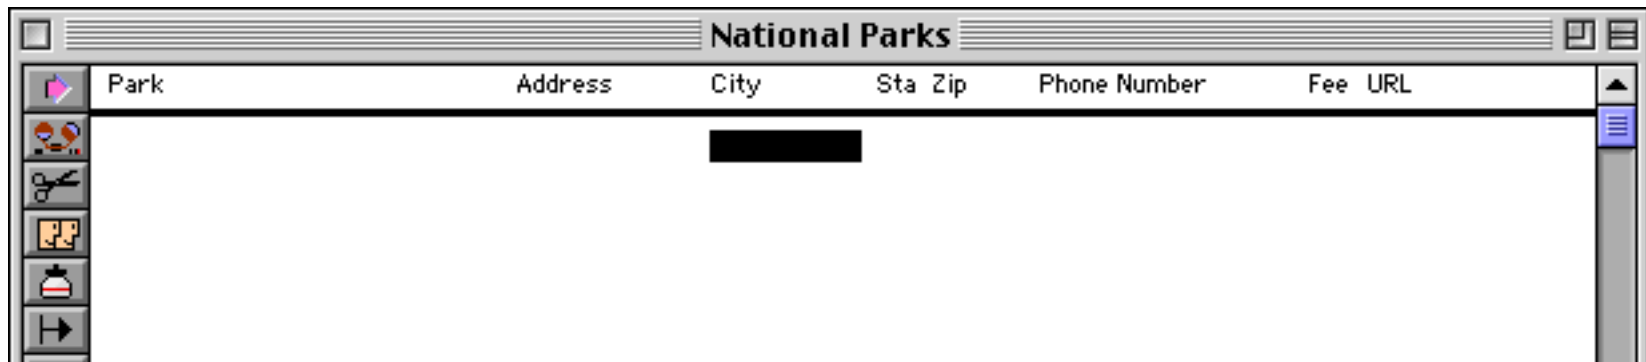 National Parks
Park Address City Sta Zip Phone Number Fee URL